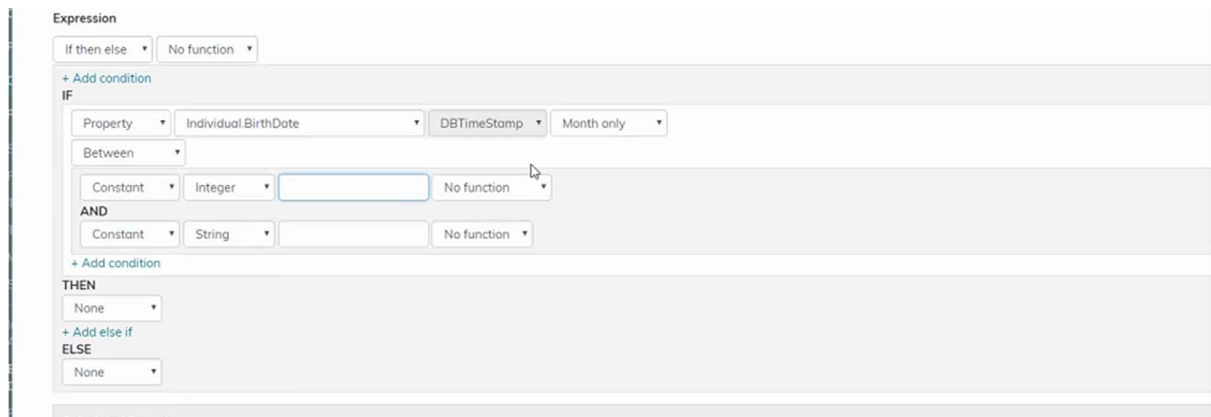 Expression
If then else No function
+ Add condition
IF
Property Individual.BirthDate DBTimeStamp Month only
Between
Constant Integer No function
AND
Constant String No function
+ Add condition
THEN
None
+ Add else if
ELSE
None